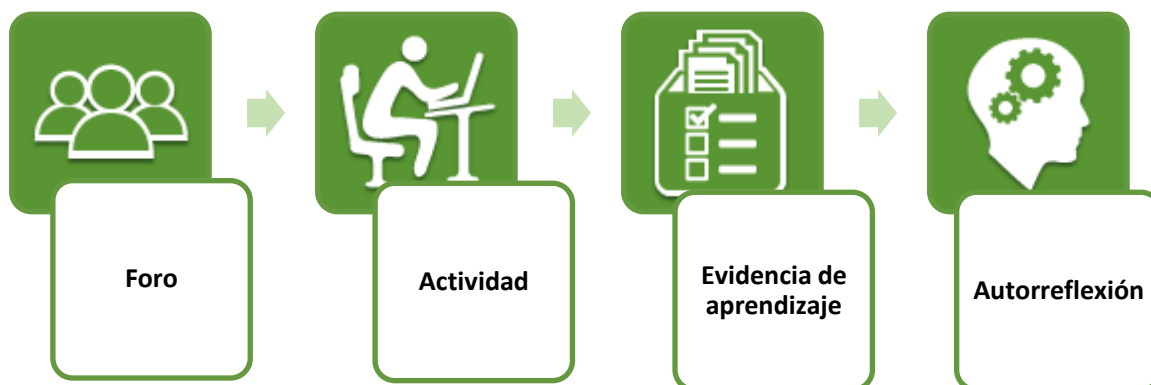 Foro
Actividad
Evidencia de
aprendizaje
Autorreflexión